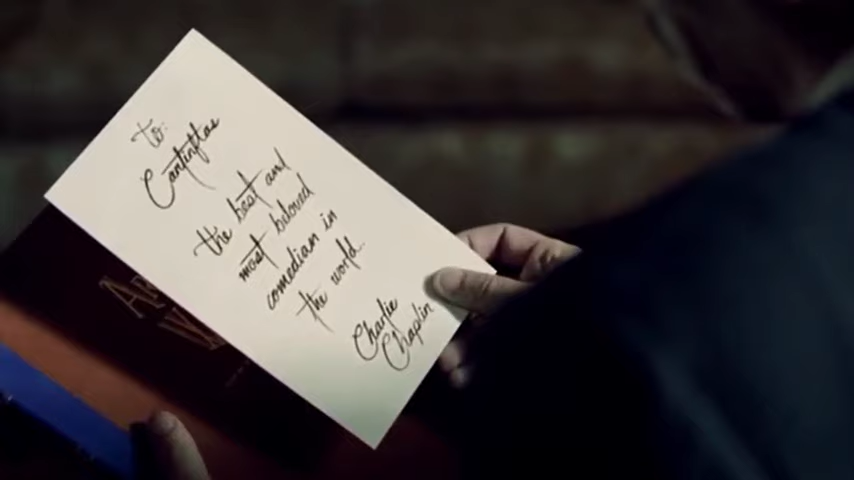 to:
Cantinflas
the best and
most beloved
comedian in
the world..
Charlie
Chaplin